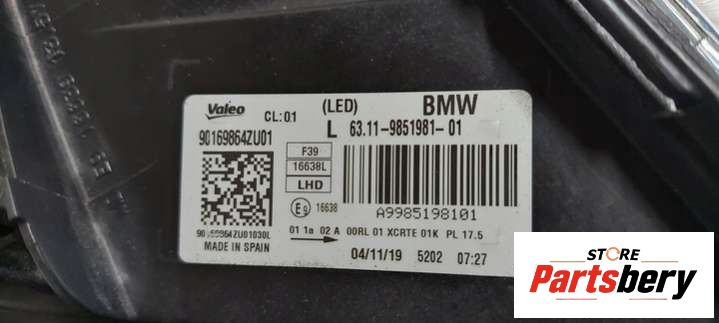 Valeo CL:01 (LED) BMW
90169864ZU01 L 63.11-9851981-01
F39
16638L
LHD
E9 16638
A9985198101
01 1a 02 A 00RL 01 XCRTE 01K PL 17.5
MADE IN SPAIN 04/11/19 5202 07:27
STORE
Partsbery